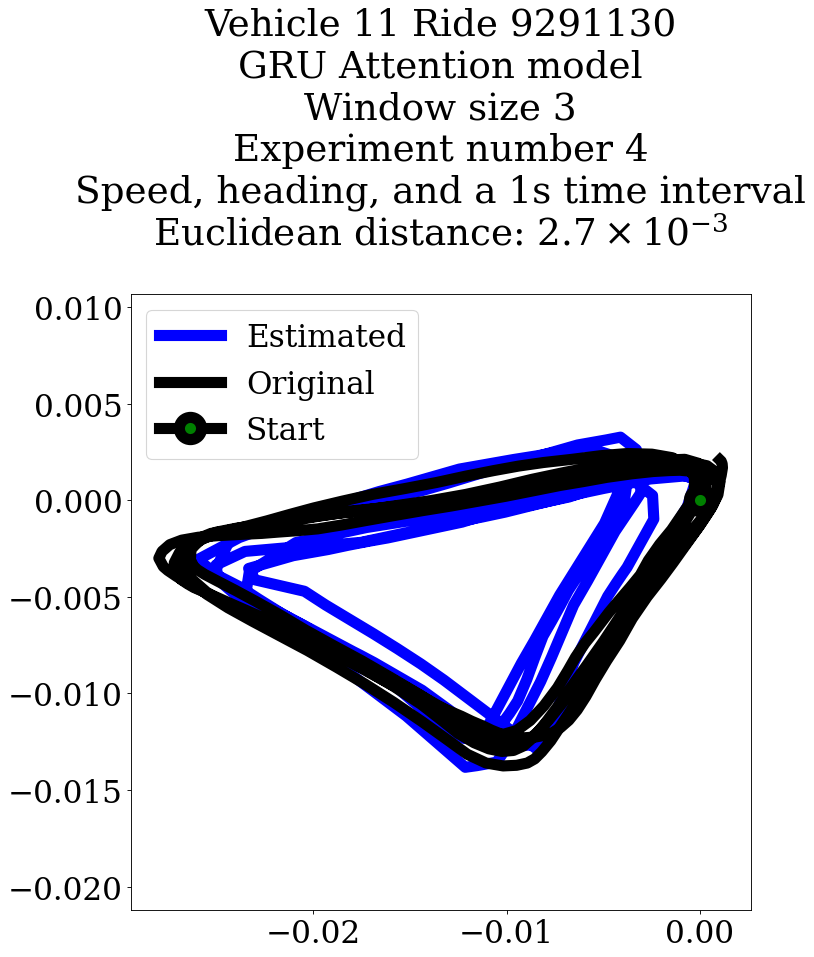 Vehicle 11 Ride 9291130
GRU Attention model
Window size 3
Experiment number 4
Speed, heading, and a 1s time interval
Euclidean distance: 2.7 × 10⁻³
Estimated
Original
Start
0.010
0.005
0.000
−0.005
−0.010
−0.015
−0.020
−0.02
−0.01
0.00